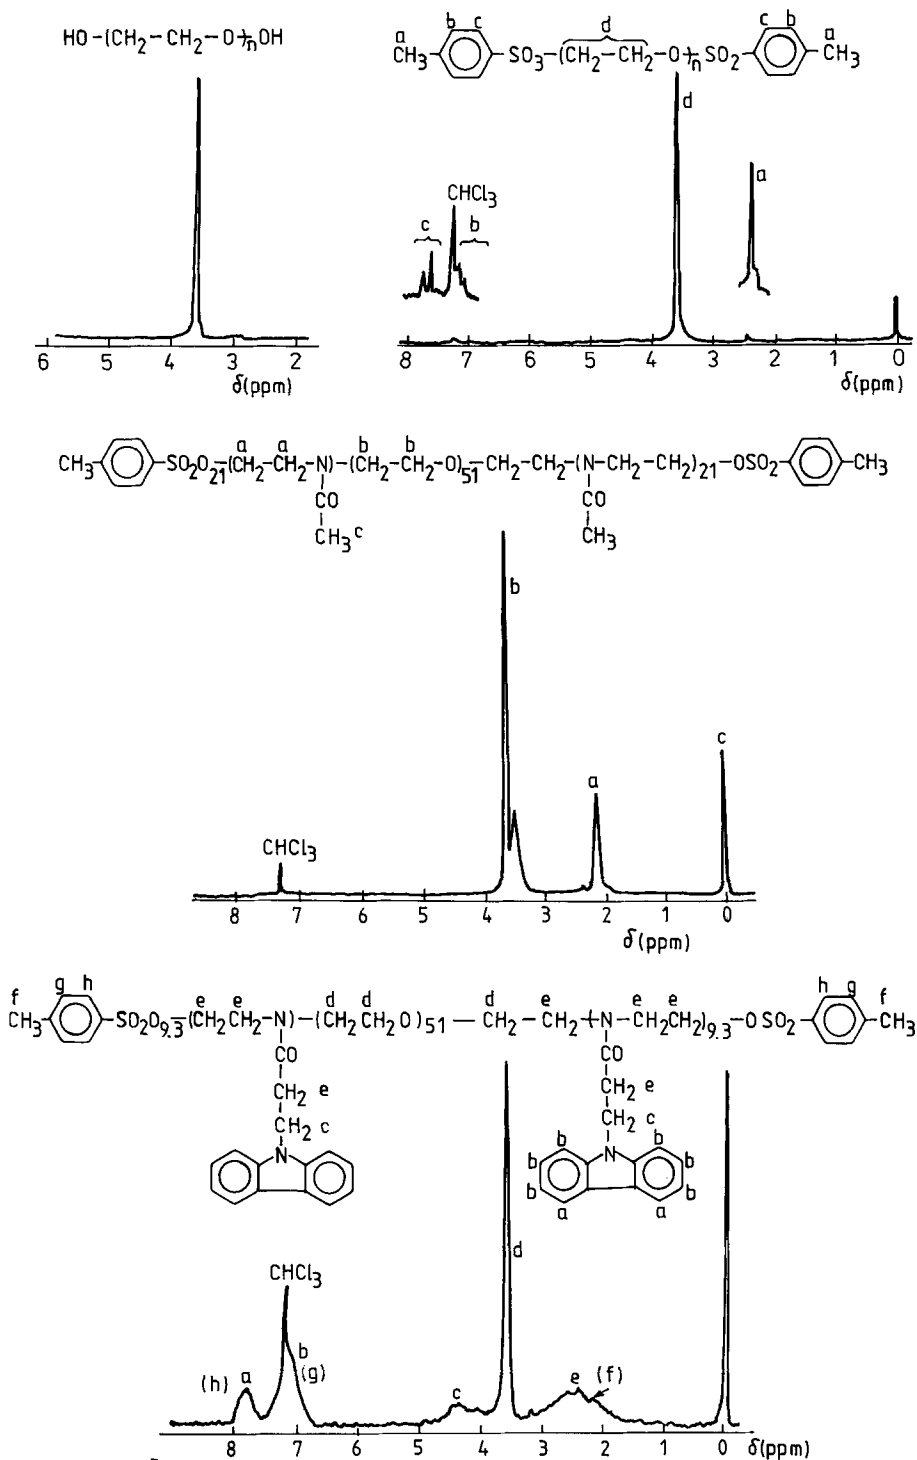 HO-(CH2-CH2-O)nOH
a b c d c b a
CH3 SO3-(CH2-CH2-O)n SO2 CH3
d
a
CHCl3
c b
6 5 4 3 2
δ(ppm)
8 7 6 5 4 3 2 1 0
δ(ppm)
a a b b
CH3 SO2O 21(CH2-CH2-N)-(CH2-CH2-O)51-CH2-CH2-(N-CH2-CH2)21-OSO2 CH3
CO CO
CH3 c CH3
b
c
a
CHCl3
8 7 6 5 4 3 2 1 0
δ(ppm)
f g h e e d d d e e e h g f
CH3 SO2O 9.3(CH2-CH2-N)-(CH2CH2O)51-CH2-CH2-(N-CH2CH2)9.3-OSO2 CH3
CO CO
CH2 e CH2 e
CH2 c CH2 c
N N
b b
b b
b b
a a
d
CHCl3
b
(h) a (g)
c e (f)
8 7 6 5 4 3 2 1 0 δ(ppm)